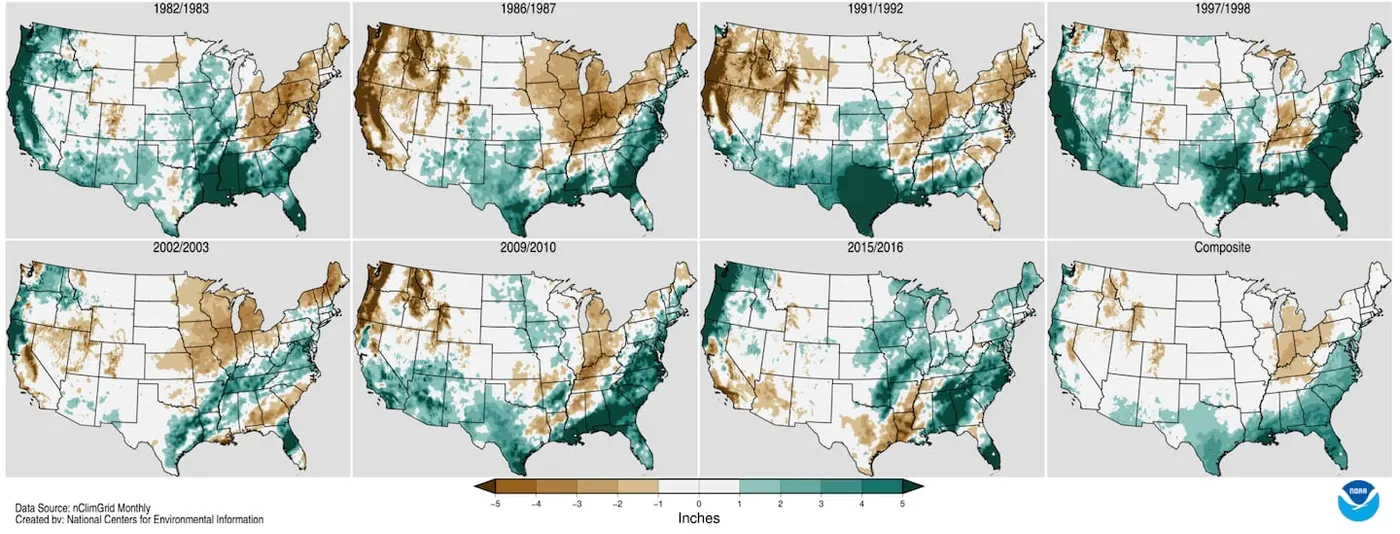 1982/1983
1986/1987
1991/1992
1997/1998
2002/2003
2009/2010
2015/2016
Composite
−5 −4 −3 −2 −1 0 1 2 3 4 5
Inches
Data Source: nClimGrid Monthly
Created by: National Centers for Environmental Information
NOAA